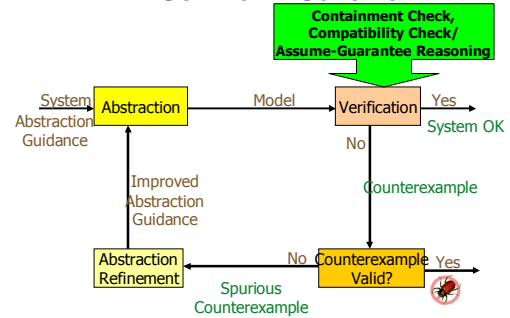 Containment Check,
Compatibility Check/
Assume-Guarantee Reasoning
System
Abstraction
Guidance
Abstraction
Model
Verification
Yes
System OK
No
Counterexample
Improved
Abstraction
Guidance
Abstraction
Refinement
No
Spurious
Counterexample
Counterexample
Valid?
Yes